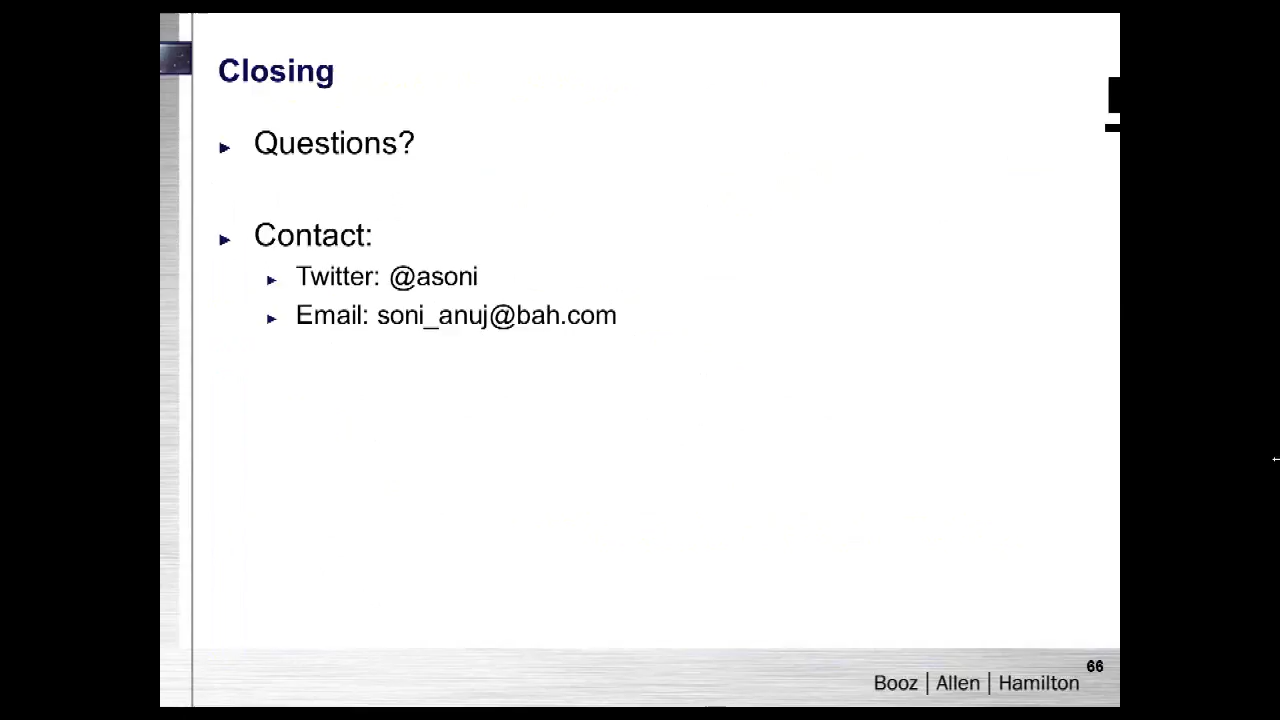 Closing
Questions?
Contact:
Twitter: @asoni
Email: soni_anuj@bah.com
66
Booz | Allen | Hamilton